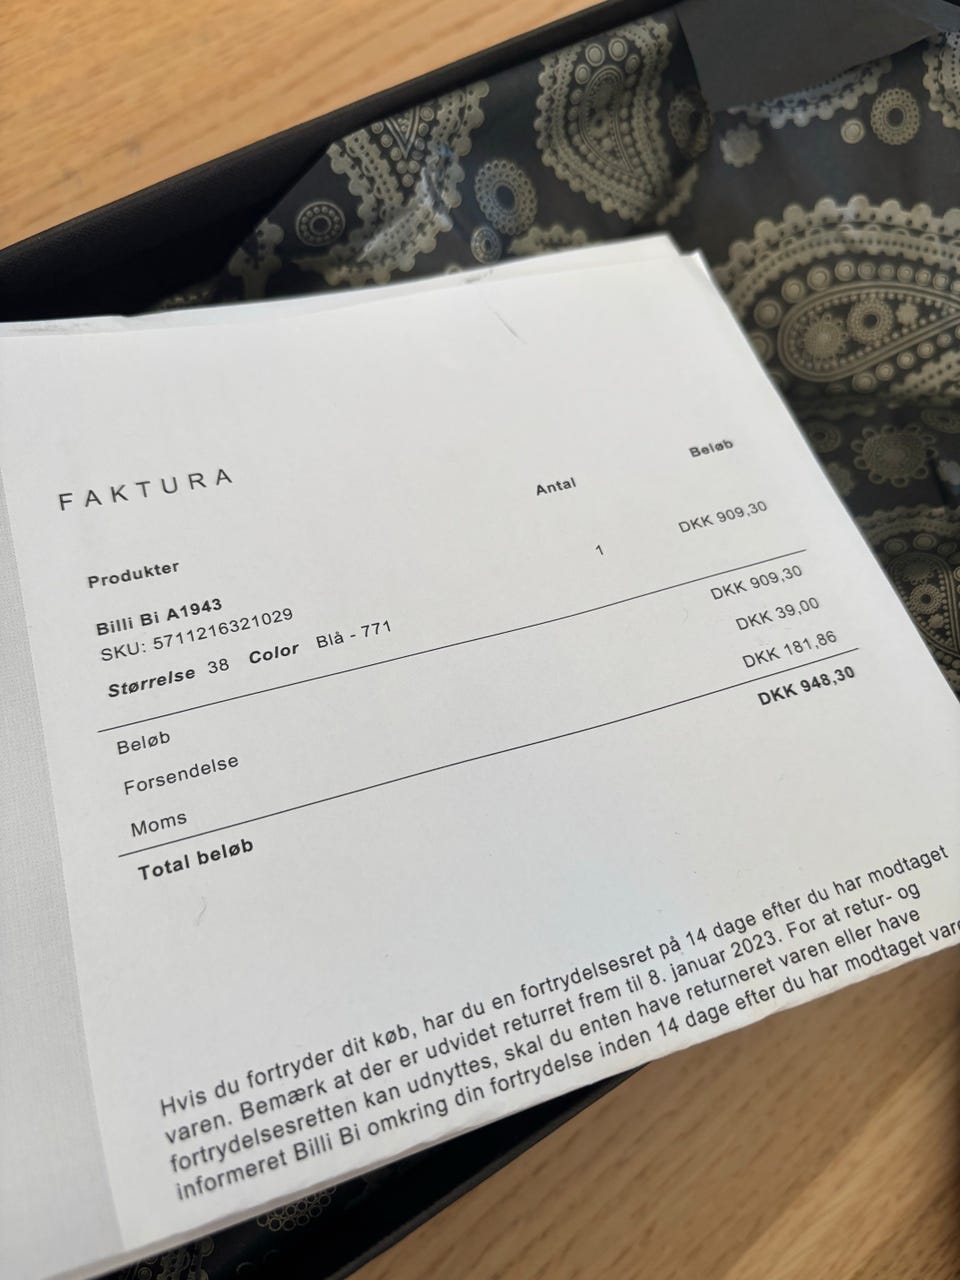 FAKTURA
Produkter Antal Beløb
Billi Bi A1943 1 DKK 909,30
SKU: 5711216321029
Størrelse 38 Color Blå - 771
Beløb DKK 909,30
Forsendelse DKK 39,00
Moms DKK 181,86
Total beløb DKK 948,30
Hvis du fortryder dit køb, har du en fortrydelsesret på 14 dage efter du har modtaget
varen. Bemærk at der er udvidet returret frem til 8. januar 2023. For at retur- og
fortrydelsesretten kan udnyttes, skal du enten have returneret varen eller have
informeret Billi Bi omkring din fortrydelse inden 14 dage efter du har modtaget